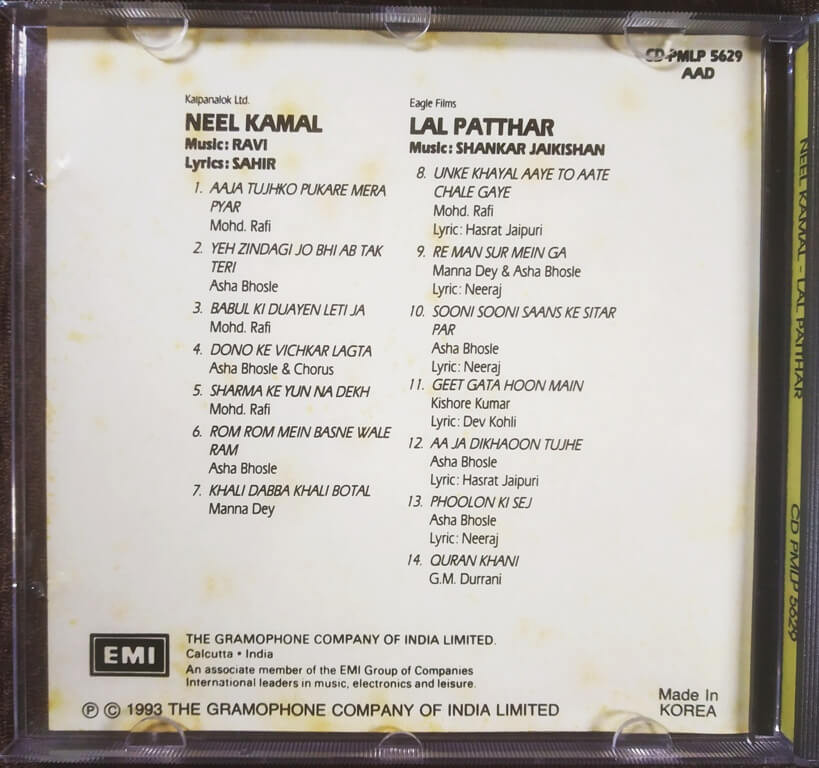 CD PMLP 5629
AAD
Kalpanalok Ltd.
NEEL KAMAL
Music: RAVI
Lyrics: SAHIR
1. AAJA TUJHKO PUKARE MERA
PYAR
Mohd. Rafi
2. YEH ZINDAGI JO BHI AB TAK
TERI
Asha Bhosle
3. BABUL KI DUAYEN LETI JA
Mohd. Rafi
4. DONO KE VICHKAR LAGTA
Asha Bhosle & Chorus
5. SHARMA KE YUN NA DEKH
Mohd. Rafi
6. ROM ROM MEIN BASNE WALE
RAM
Asha Bhosle
7. KHALI DABBA KHALI BOTAL
Manna Dey
Eagle Films
LAL PATTHAR
Music: SHANKAR JAIKISHAN
8. UNKE KHAYAL AAYE TO AATE
CHALE GAYE
Mohd. Rafi
Lyric: Hasrat Jaipuri
9. RE MAN SUR MEIN GA
Manna Dey & Asha Bhosle
Lyric: Neeraj
10. SOONI SOONI SAANS KE SITAR
PAR
Asha Bhosle
Lyric: Neeraj
11. GEET GATA HOON MAIN
Kishore Kumar
Lyric: Dev Kohli
12. AA JA DIKHAOON TUJHE
Asha Bhosle
Lyric: Hasrat Jaipuri
13. PHOOLON KI SEJ
Asha Bhosle
Lyric: Neeraj
14. QURAN KHANI
G.M. Durrani
EMI
THE GRAMOPHONE COMPANY OF INDIA LIMITED.
Calcutta • India
An associate member of the EMI Group of Companies
International leaders in music, electronics and leisure.
℗ © 1993 THE GRAMOPHONE COMPANY OF INDIA LIMITED
Made In
KOREA
NEEL KAMAL - LAL PATTHAR
CD PMLP 5629